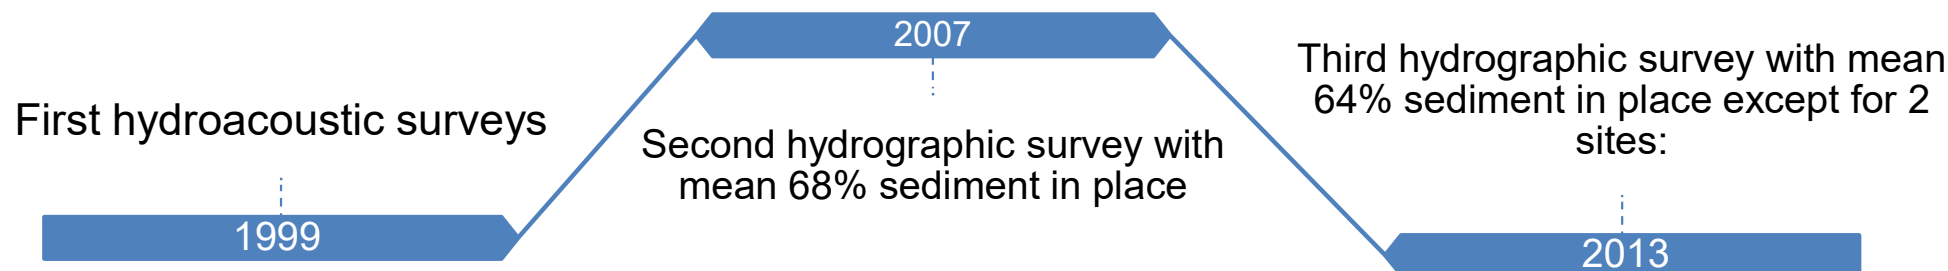 First hydroacoustic surveys
1999
2007
Second hydrographic survey with
mean 68% sediment in place
Third hydrographic survey with mean
64% sediment in place except for 2
sites:
2013